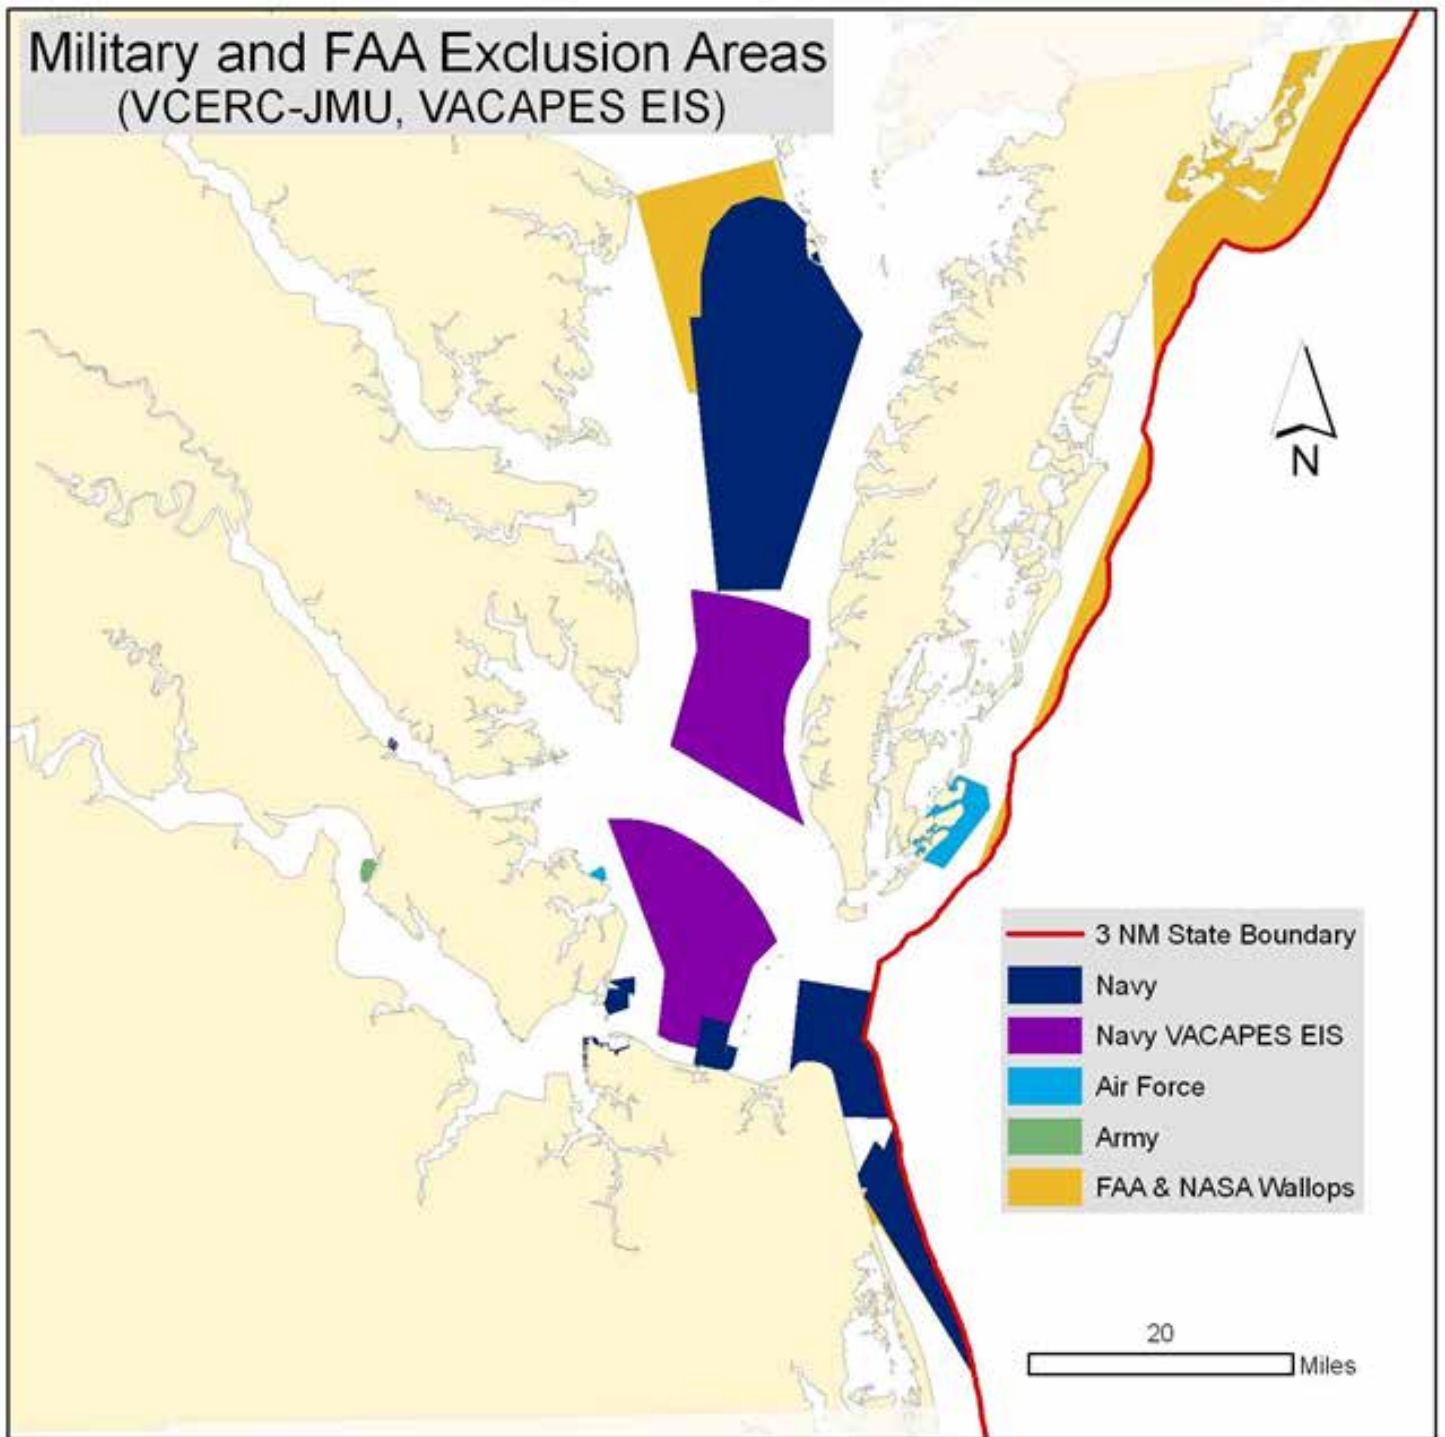 Military and FAA Exclusion Areas
(VCERC-JMU, VACAPES EIS)
N
3 NM State Boundary
Navy
Navy VACAPES EIS
Air Force
Army
FAA & NASA Wallops
20
Miles